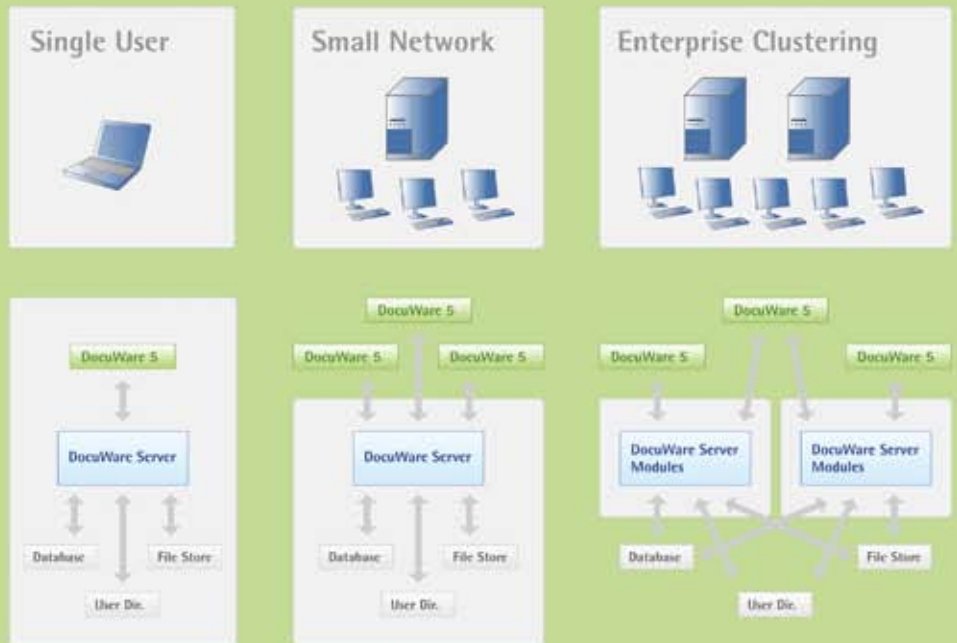 Single User
Small Network
Enterprise Clustering
DocuWare 5
DocuWare Server
Database
File Store
User Dir.
DocuWare 5
DocuWare 5
DocuWare 5
DocuWare Server
Database
File Store
User Dir.
DocuWare 5
DocuWare 5
DocuWare 5
DocuWare Server
Modules
DocuWare Server
Modules
Database
File Store
User Dir.